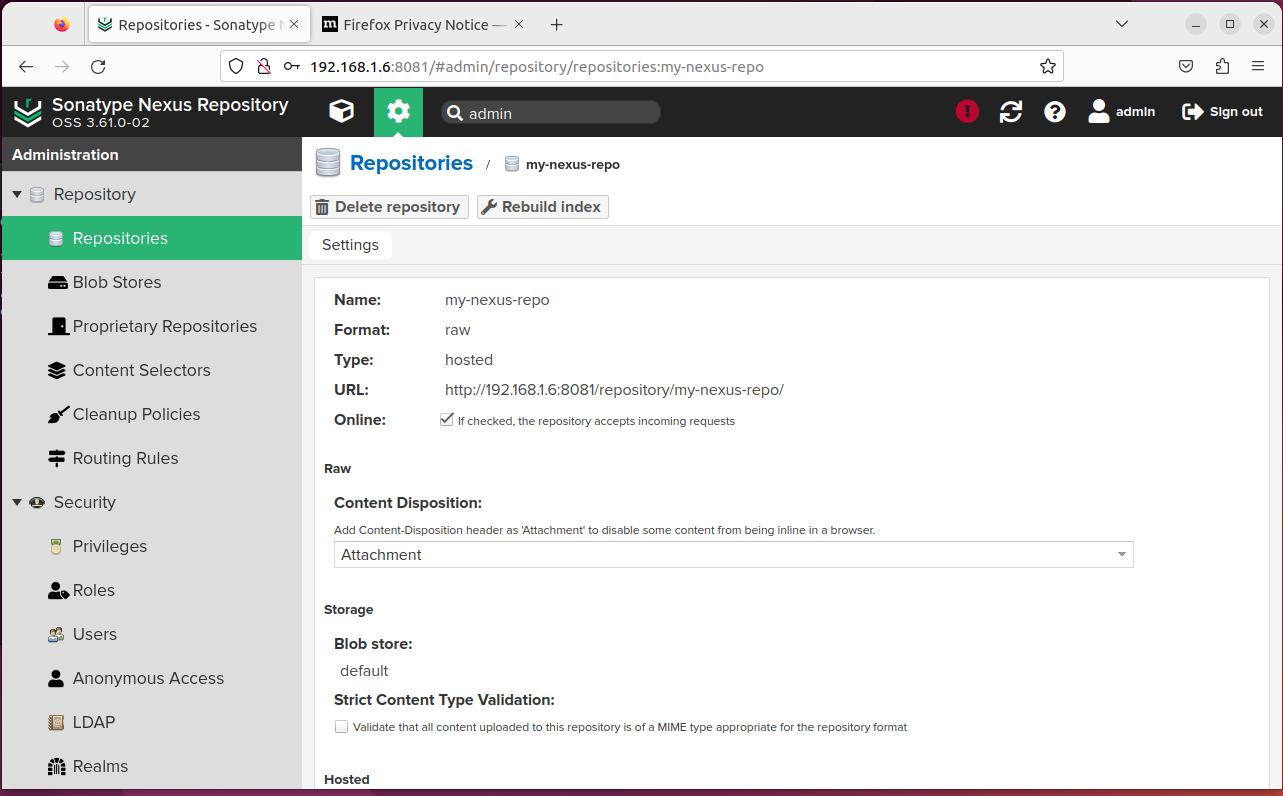 Repositories - Sonatype N
Firefox Privacy Notice —
192.168.1.6:8081/#admin/repository/repositories:my-nexus-repo
Sonatype Nexus Repository
OSS 3.61.0-02
admin
admin
Sign out
Administration
Repository
Repositories
Blob Stores
Proprietary Repositories
Content Selectors
Cleanup Policies
Routing Rules
Security
Privileges
Roles
Users
Anonymous Access
LDAP
Realms
Repositories / my-nexus-repo
Delete repository
Rebuild index
Settings
Name: my-nexus-repo
Format: raw
Type: hosted
URL: http://192.168.1.6:8081/repository/my-nexus-repo/
Online: If checked, the repository accepts incoming requests
Raw
Content Disposition:
Add Content-Disposition header as 'Attachment' to disable some content from being inline in a browser.
Attachment
Storage
Blob store:
default
Strict Content Type Validation:
Validate that all content uploaded to this repository is of a MIME type appropriate for the repository format
Hosted